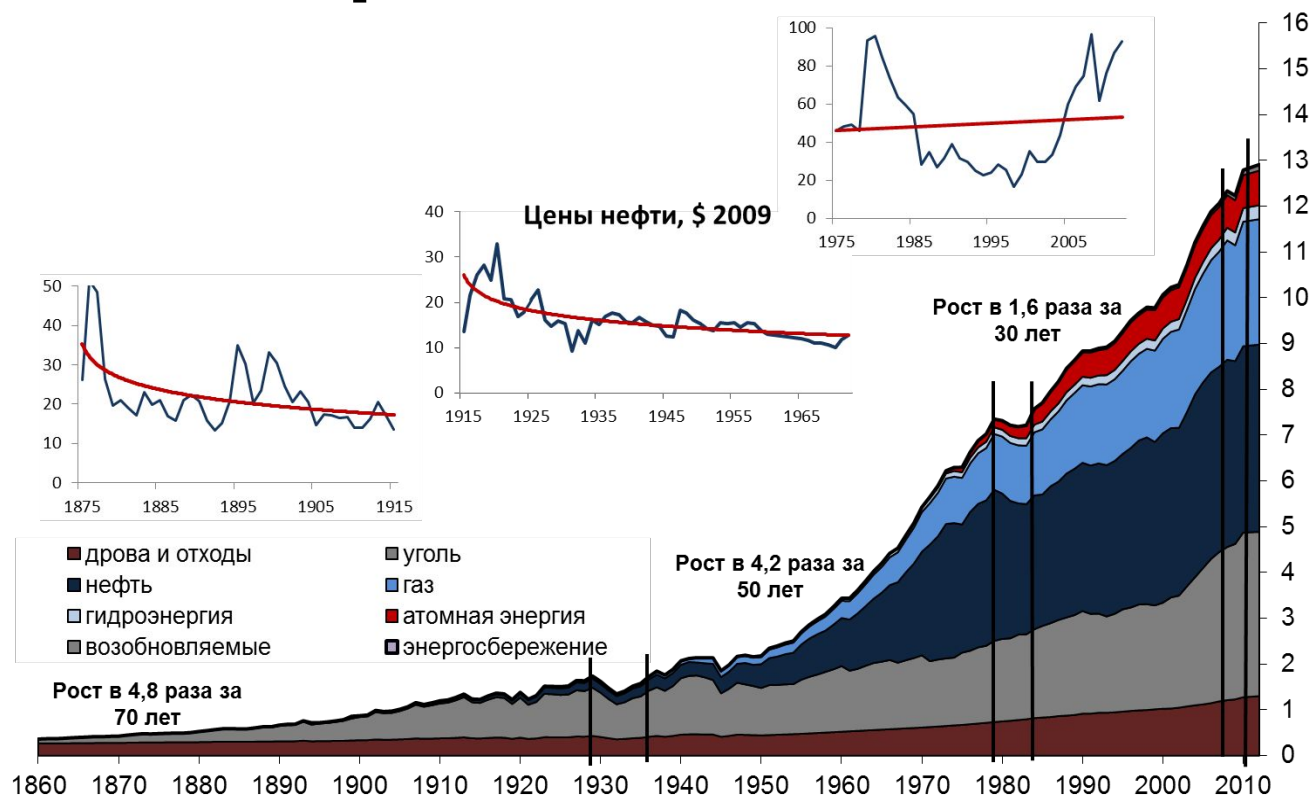 16
15
14
13
12
11
10
9
8
7
6
5
4
3
2
1
0
100
80
60
40
20
0
1975 1985 1995 2005
Цены нефти, $ 2009
40
30
20
10
0
1915 1925 1935 1945 1955 1965
50
40
30
20
10
0
1875 1885 1895 1905 1915
Рост в 1,6 раза за
30 лет
дрова и отходы уголь
нефть газ
гидроэнергия атомная энергия
возобновляемые энергосбережение
Рост в 4,2 раза за
50 лет
Рост в 4,8 раза за
70 лет
1860 1870 1880 1890 1900 1910 1920 1930 1940 1950 1960 1970 1980 1990 2000 2010